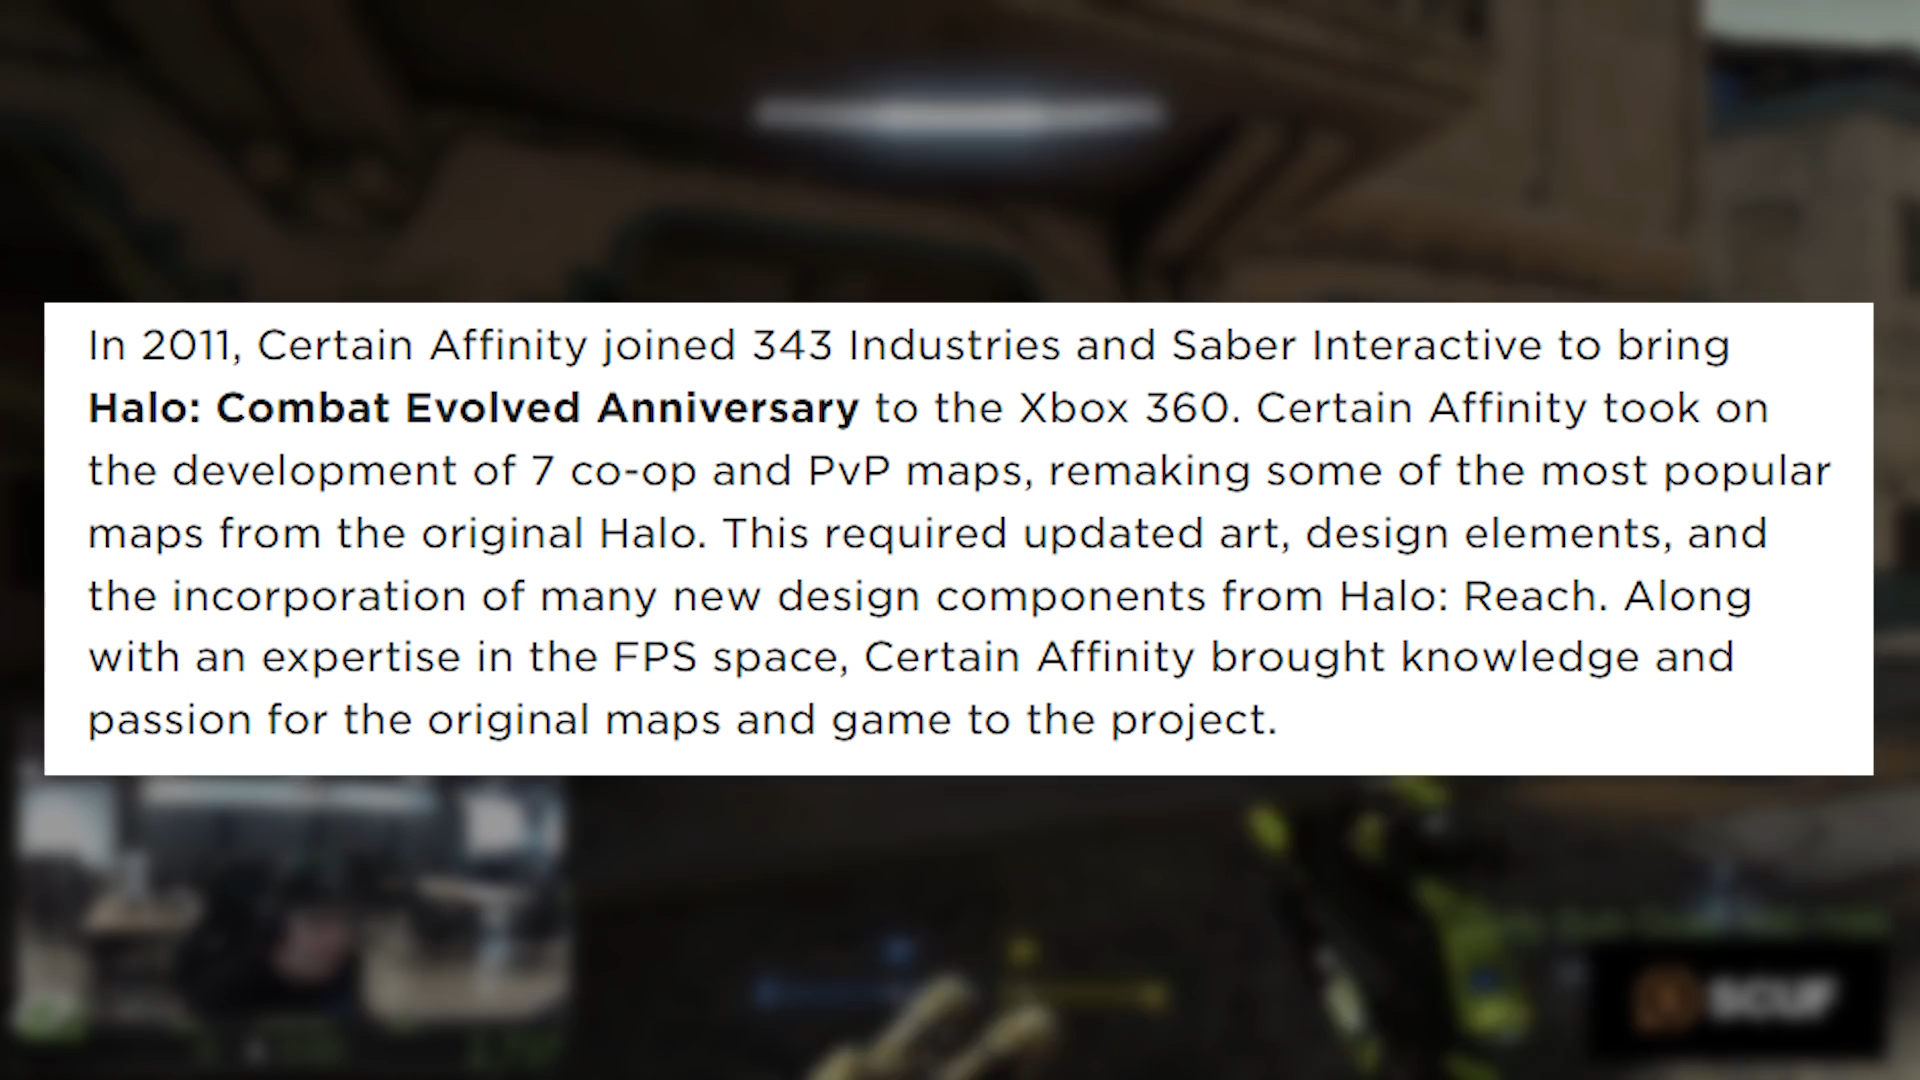 In 2011, Certain Affinity joined 343 Industries and Saber Interactive to bring
Halo: Combat Evolved Anniversary to the Xbox 360. Certain Affinity took on
the development of 7 co-op and PvP maps, remaking some of the most popular
maps from the original Halo. This required updated art, design elements, and
the incorporation of many new design components from Halo: Reach. Along
with an expertise in the FPS space, Certain Affinity brought knowledge and
passion for the original maps and game to the project.
SCUF